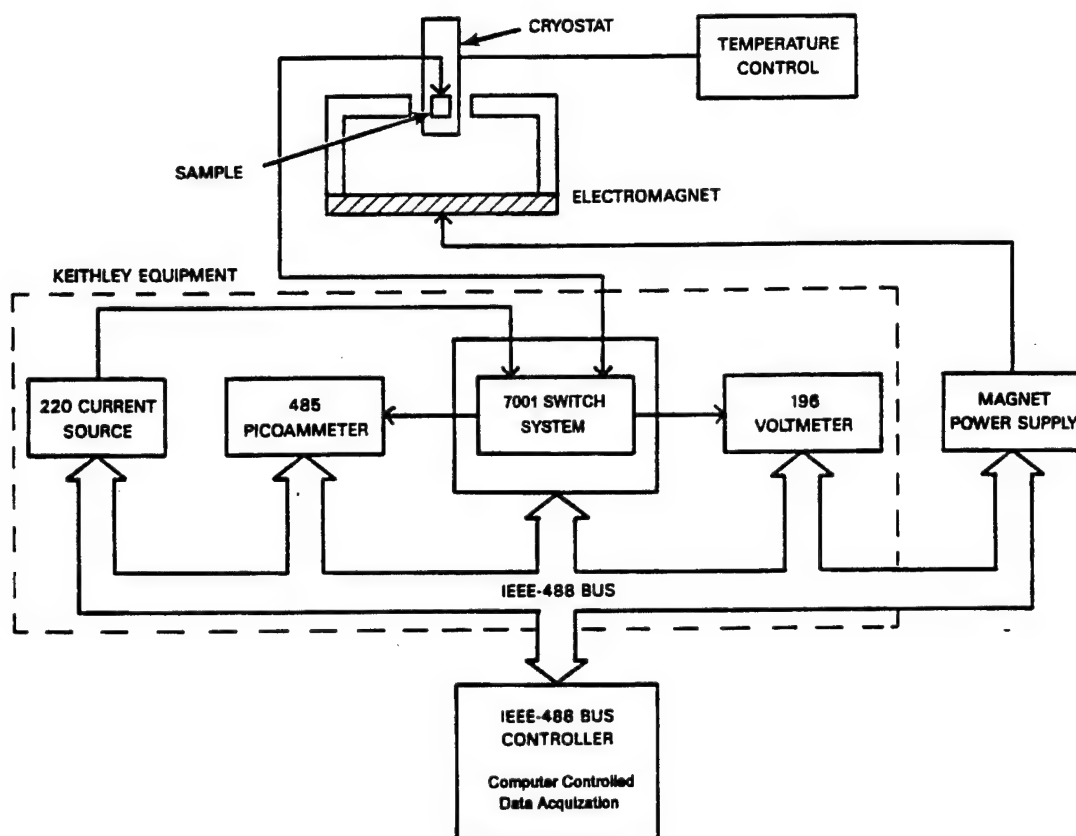 CRYOSTAT
TEMPERATURE
CONTROL
SAMPLE
ELECTROMAGNET
KEITHLEY EQUIPMENT
220 CURRENT
SOURCE
485
PICOAMMETER
7001 SWITCH
SYSTEM
196
VOLTMETER
MAGNET
POWER SUPPLY
IEEE-488 BUS
IEEE-488 BUS
CONTROLLER
Computer Controlled
Data Acquization